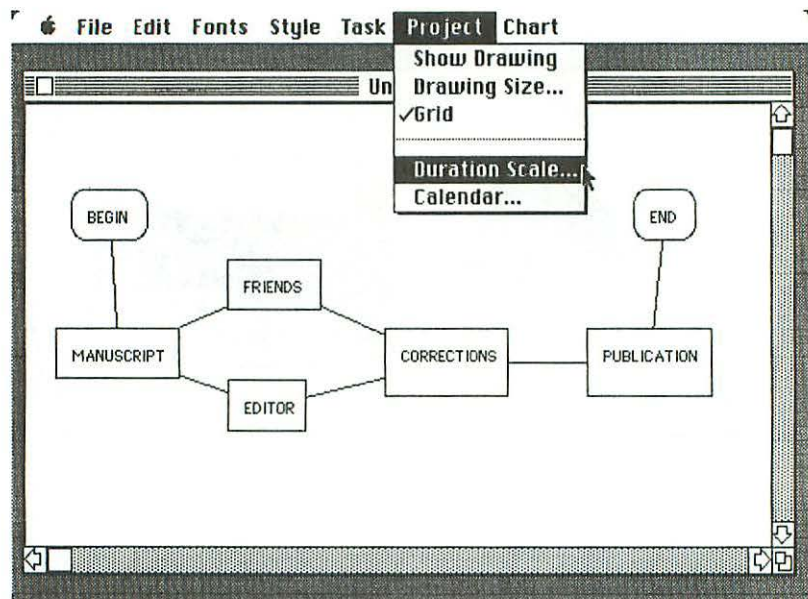 File Edit Fonts Style Task Project Chart
Show Drawing
Un
Drawing Size...
✓Grid
Duration Scale...
Calendar...
BEGIN
END
FRIENDS
MANUSCRIPT
CORRECTIONS
PUBLICATION
EDITOR